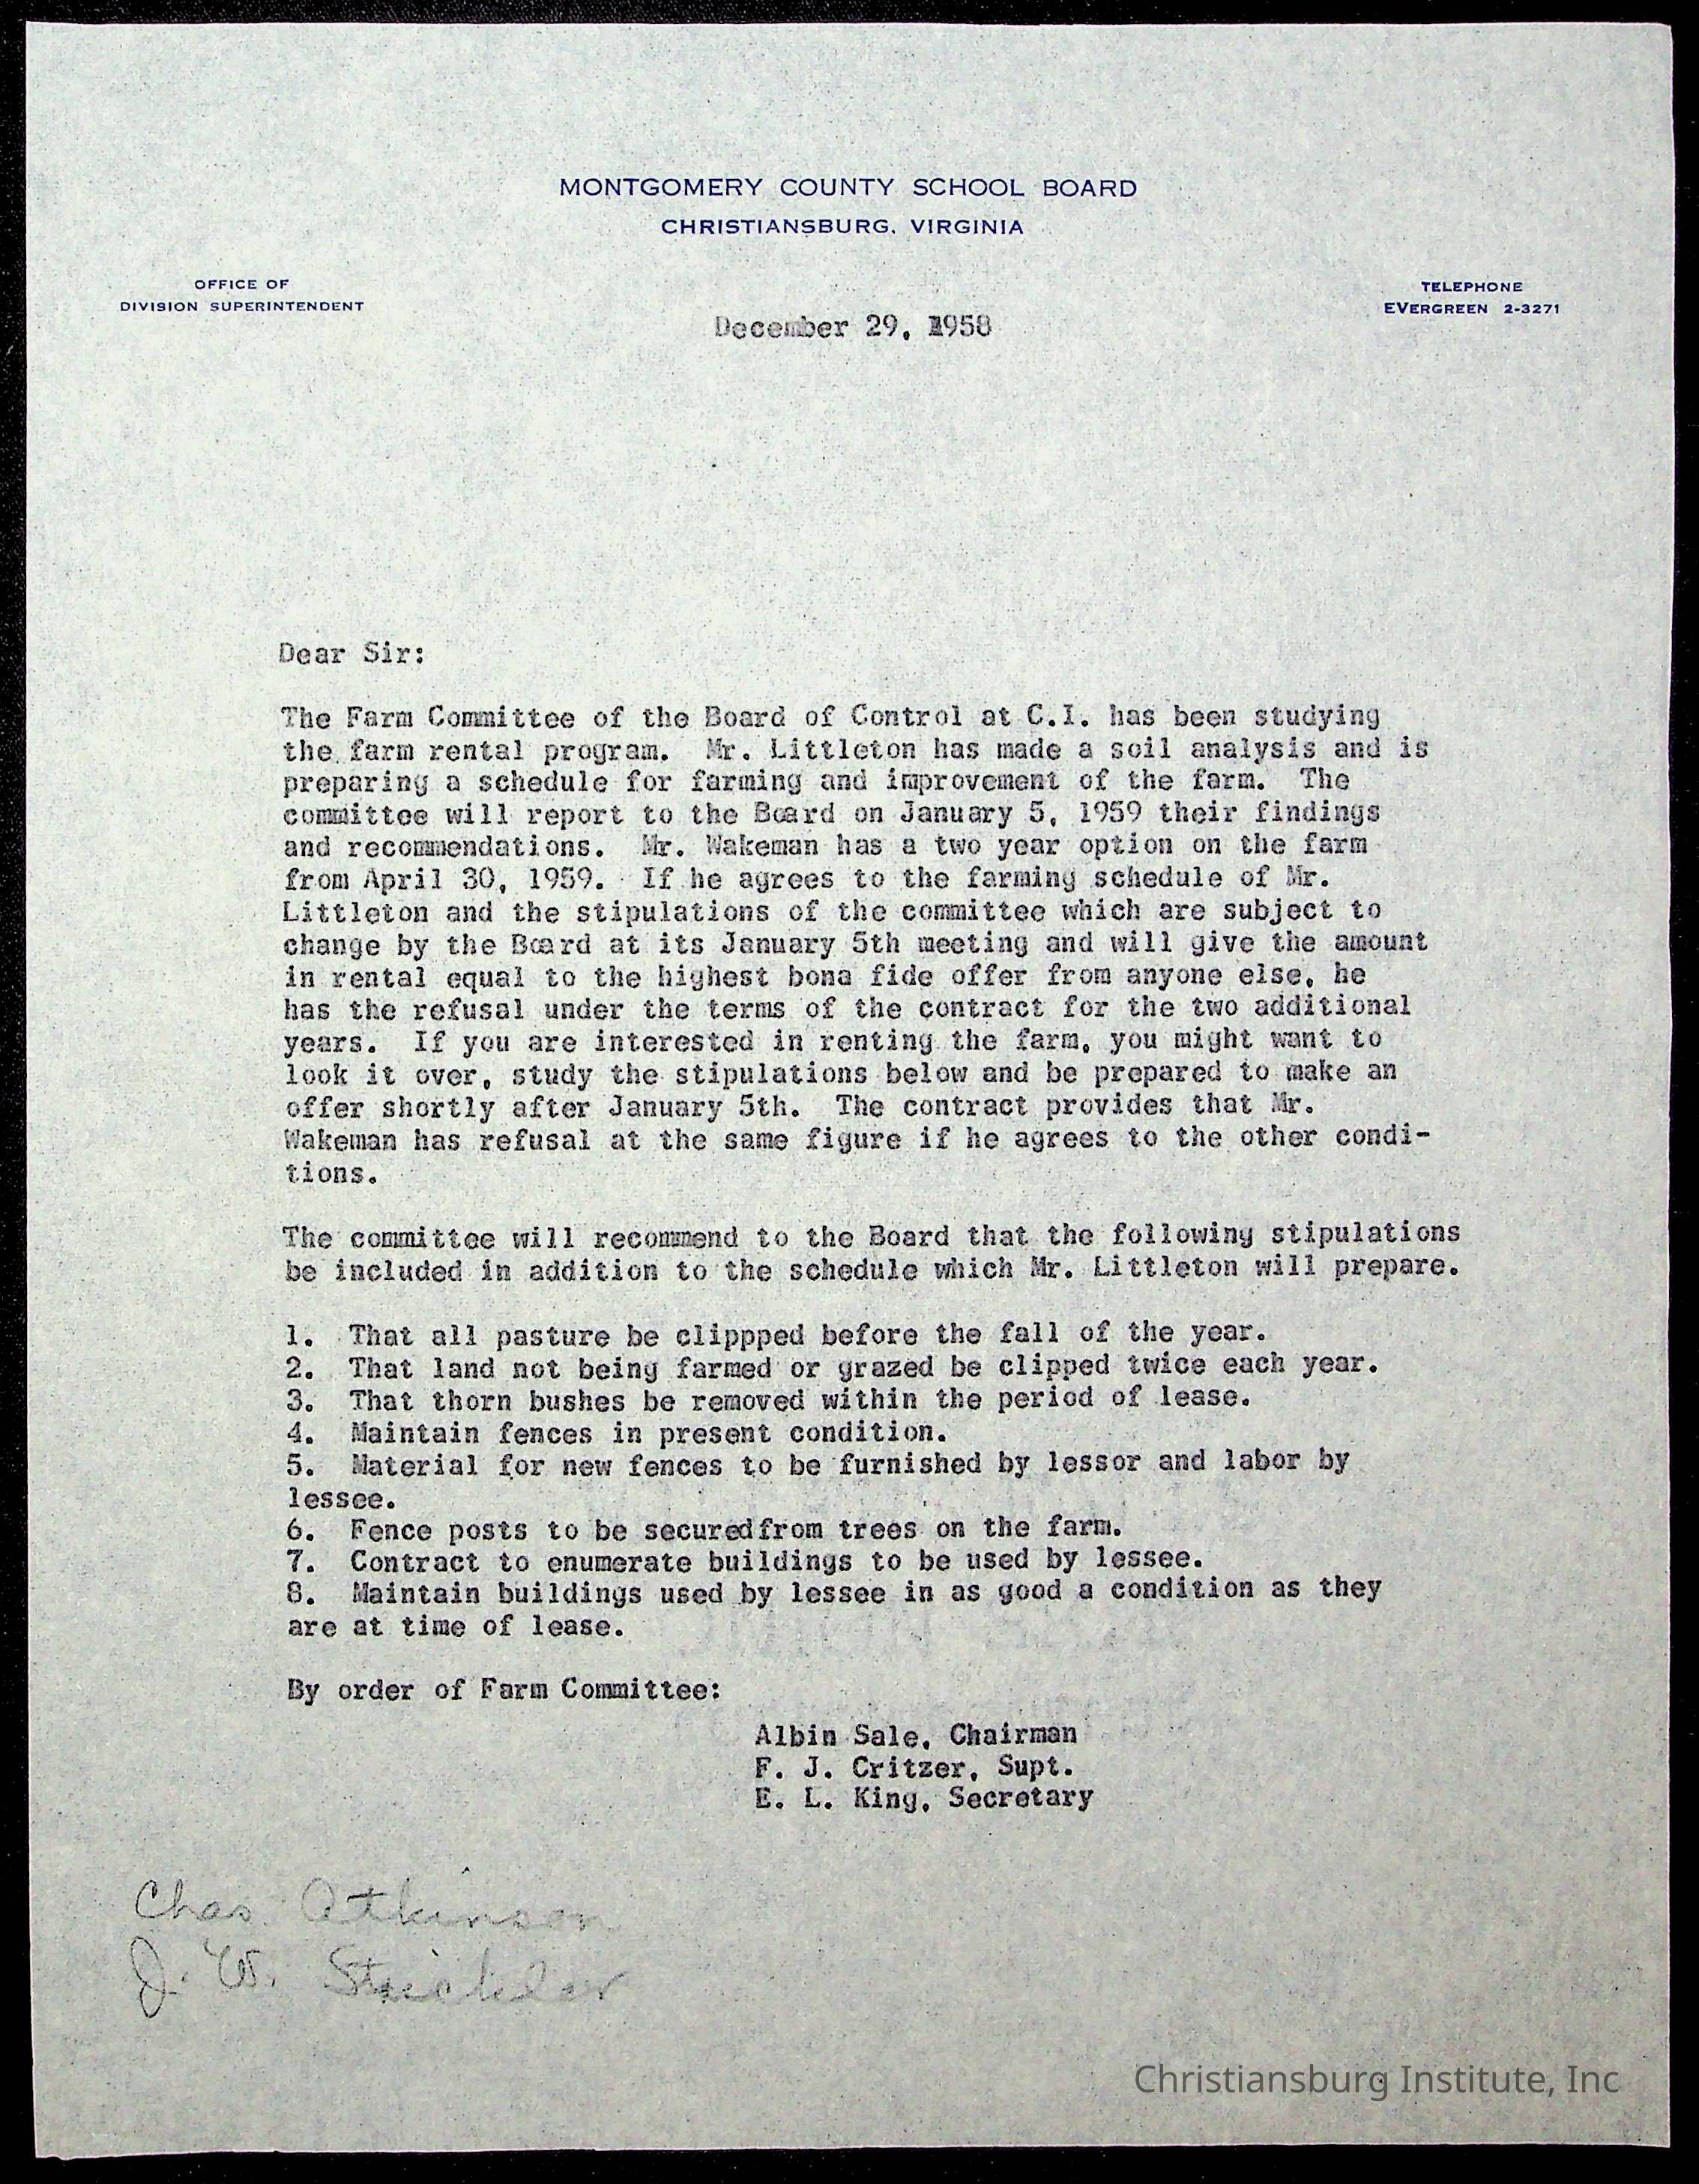 MONTGOMERY COUNTY SCHOOL BOARD
CHRISTIANSBURG, VIRGINIA
OFFICE OF
DIVISION SUPERINTENDENT
TELEPHONE
EVERGREEN 2-3271
December 29, 1958
Dear Sir:
The Farm Committee of the Board of Control at C.I. has been studying
the farm rental program. Mr. Littleton has made a soil analysis and is
preparing a schedule for farming and improvement of the farm. The
committee will report to the Board on January 5, 1959 their findings
and recommendations. Mr. Wakeman has a two year option on the farm
from April 30, 1959. If he agrees to the farming schedule of Mr.
Littleton and the stipulations of the committee which are subject to
change by the Board at its January 5th meeting and will give the amount
in rental equal to the highest bona fide offer from anyone else, he
has the refusal under the terms of the contract for the two additional
years. If you are interested in renting the farm, you might want to
look it over, study the stipulations below and be prepared to make an
offer shortly after January 5th. The contract provides that Mr.
Wakeman has refusal at the same figure if he agrees to the other condi-
tions.
The committee will recommend to the Board that the following stipulations
be included in addition to the schedule which Mr. Littleton will prepare.
1. That all pasture be clippped before the fall of the year.
2. That land not being farmed or grazed be clipped twice each year.
3. That thorn bushes be removed within the period of lease.
4. Maintain fences in present condition.
5. Material for new fences to be furnished by lessor and labor by
lessee.
6. Fence posts to be securedfrom trees on the farm.
7. Contract to enumerate buildings to be used by lessee.
8. Maintain buildings used by lessee in as good a condition as they
are at time of lease.
By order of Farm Committee:
Albin Sale, Chairman
F. J. Critzer, Supt.
E. L. King, Secretary
Chas. Atkinson
J. W.
Christiansburg Institute, Inc